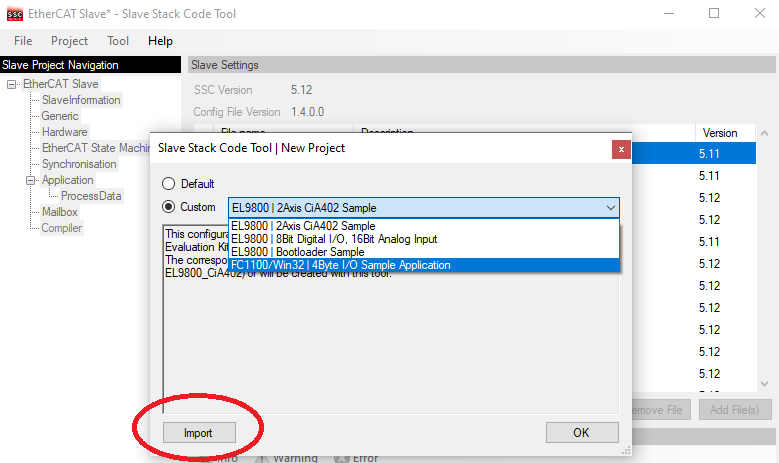 SSC EtherCAT Slave* - Slave Stack Code Tool
File Project Tool Help
Slave Project Navigation
EtherCAT Slave
SlaveInformation
Generic
Hardware
EtherCAT State Machin
Synchronisation
Application
ProcessData
Mailbox
Compiler
Slave Settings
SSC Version 5.12
Config File Version 1.4.0.0
File name Description Version
5.11
5.11
5.12
5.12
5.11
5.12
5.12
5.12
5.12
5.12
5.12
Slave Stack Code Tool | New Project
Default
Custom EL9800 | 2Axis CiA402 Sample
EL9800 | 2Axis CiA402 Sample
EL9800 | 8Bit Digital I/O, 16Bit Analog Input
EL9800 | Bootloader Sample
FC1100/Win32 | 4Byte I/O Sample Application
This configura
Evaluation Kit
The correspo
EL9800_CiA402) or will be created with this tool.
Import OK
emove File Add File(s)
Info Warning Error